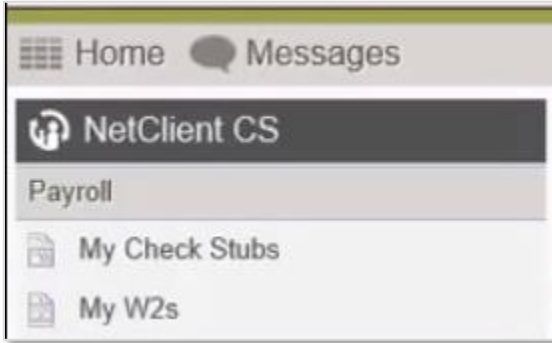 Home Messages
NetClient CS
Payroll
My Check Stubs
My W2s